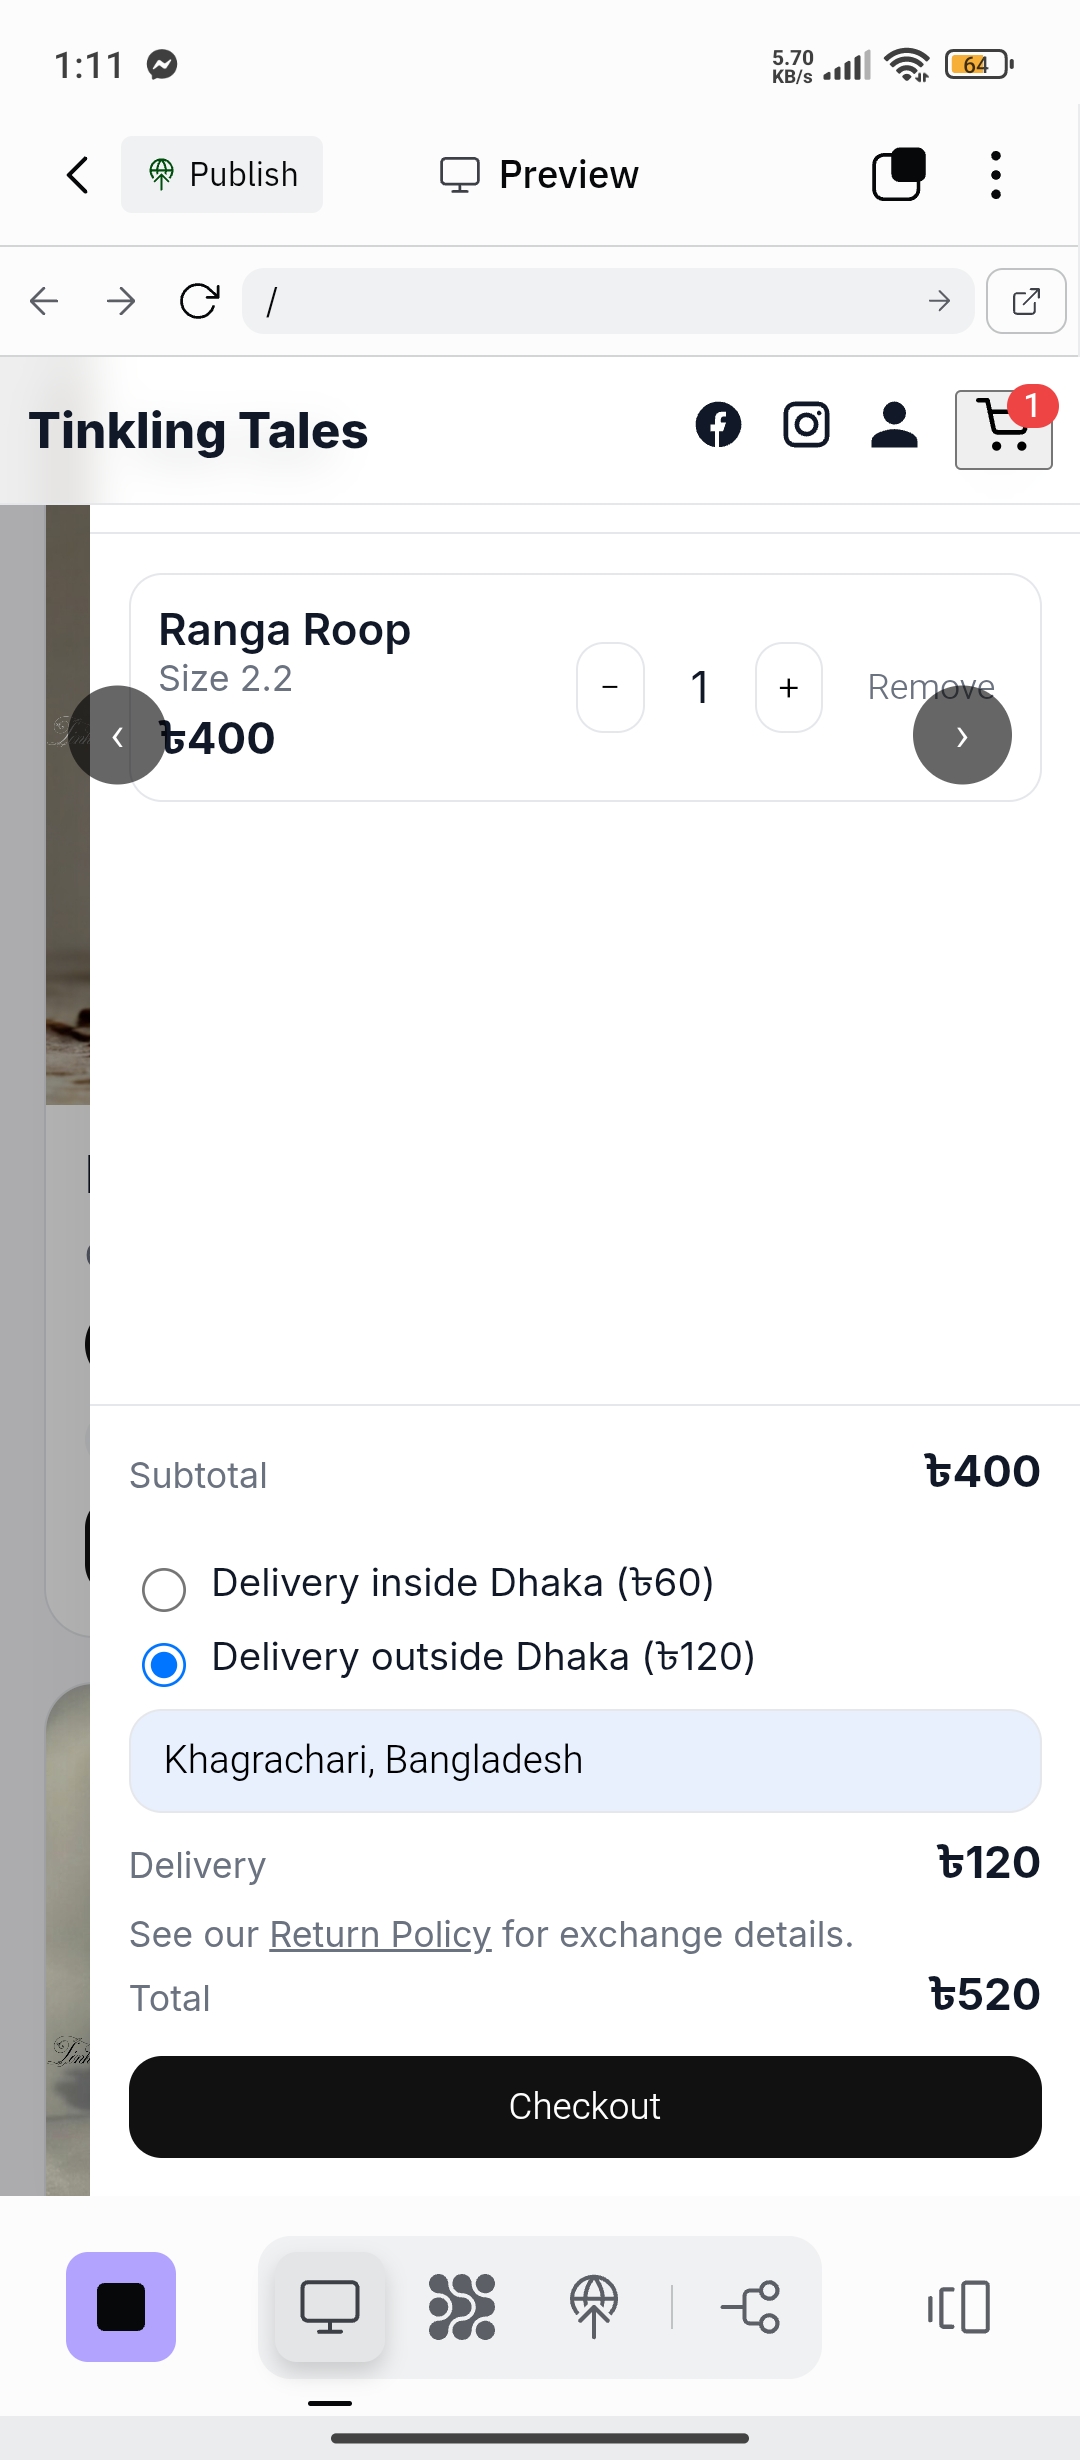 1:11
5.70
KB/s
64
Publish
Preview
/
Tinkling Tales
1
Ranga Roop
Size 2.2
৳400
− 1 + Remove
‹
›
Subtotal ৳400
Delivery inside Dhaka (৳60)
Delivery outside Dhaka (৳120)
Khagrachari, Bangladesh
Delivery ৳120
See our Return Policy for exchange details.
Total ৳520
Checkout